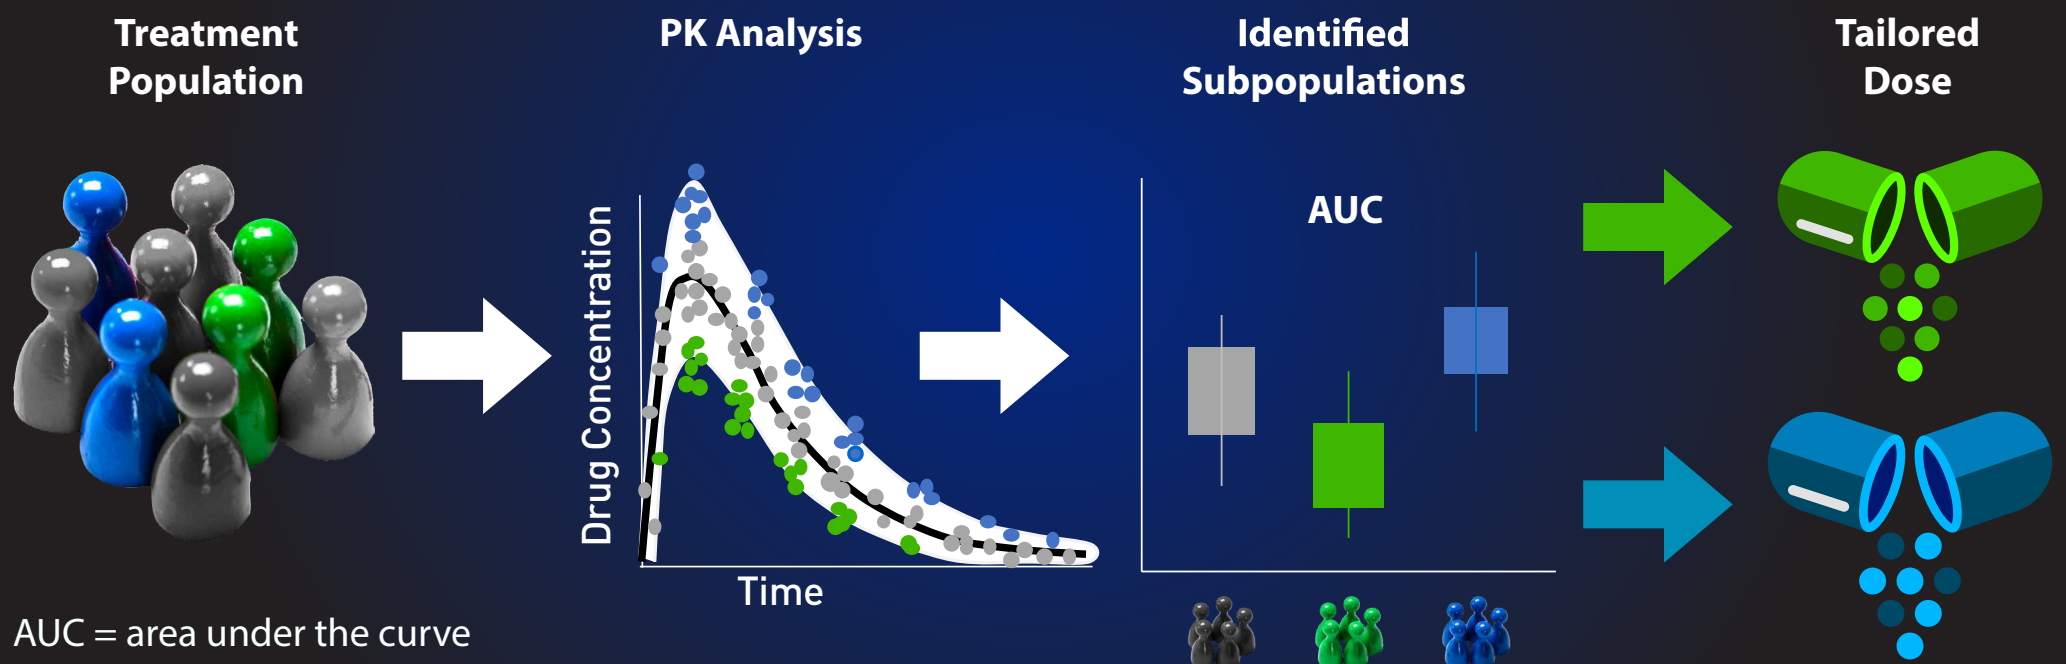 Treatment
Population
PK Analysis
Identified
Subpopulations
Tailored
Dose
Drug Concentration
Time
AUC
AUC = area under the curve